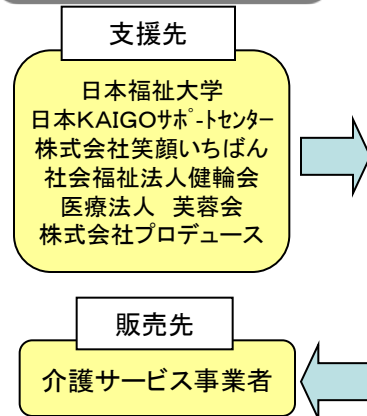 支援先
日本福祉大学
日本KAIGOｻﾎﾟ-ﾄｾﾝﾀｰ
株式会社笑顔いちばん
社会福祉法人健輪会
医療法人　芙蓉会
株式会社プロデュース
販売先
介護サービス事業者